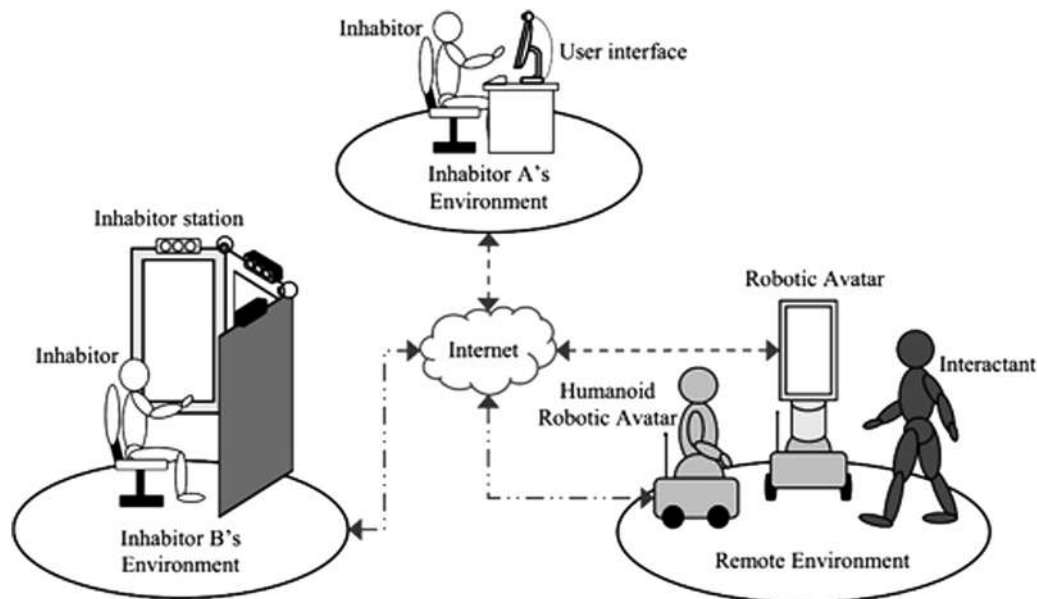 Inhabitor
User interface
Inhabitor A's
Environment
Inhabitor station
Inhabitor
Inhabitor B's
Environment
Internet
Robotic Avatar
Interactant
Humanoid
Robotic Avatar
Remote Environment